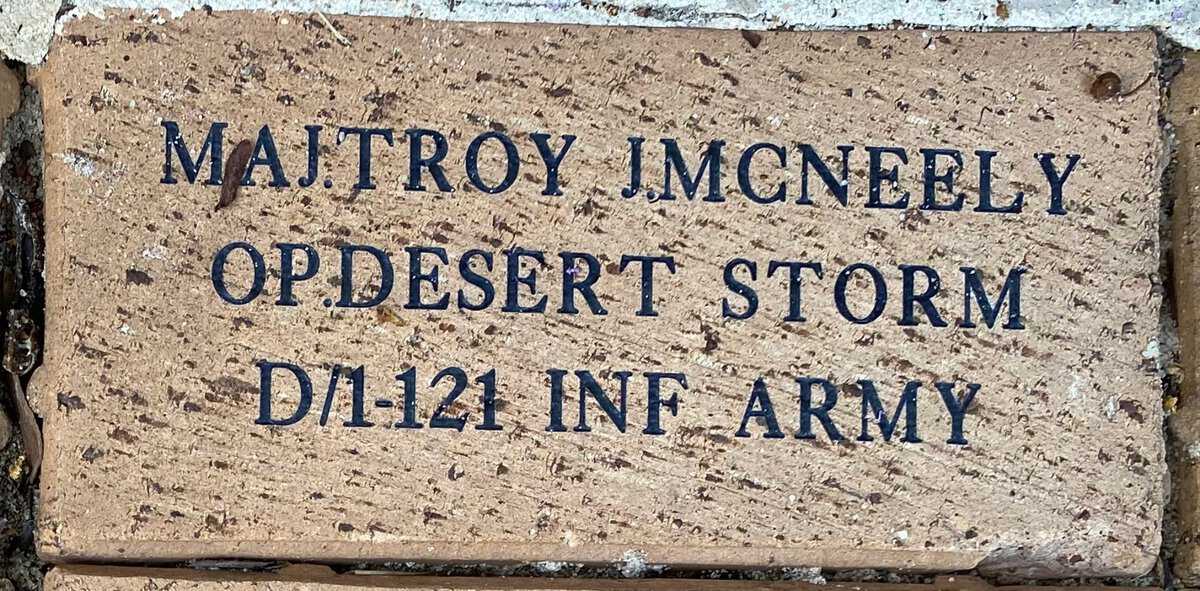 MAJ.TROY J.MCNEELY
OP.DESERT STORM
D/1-121 INF ARMY